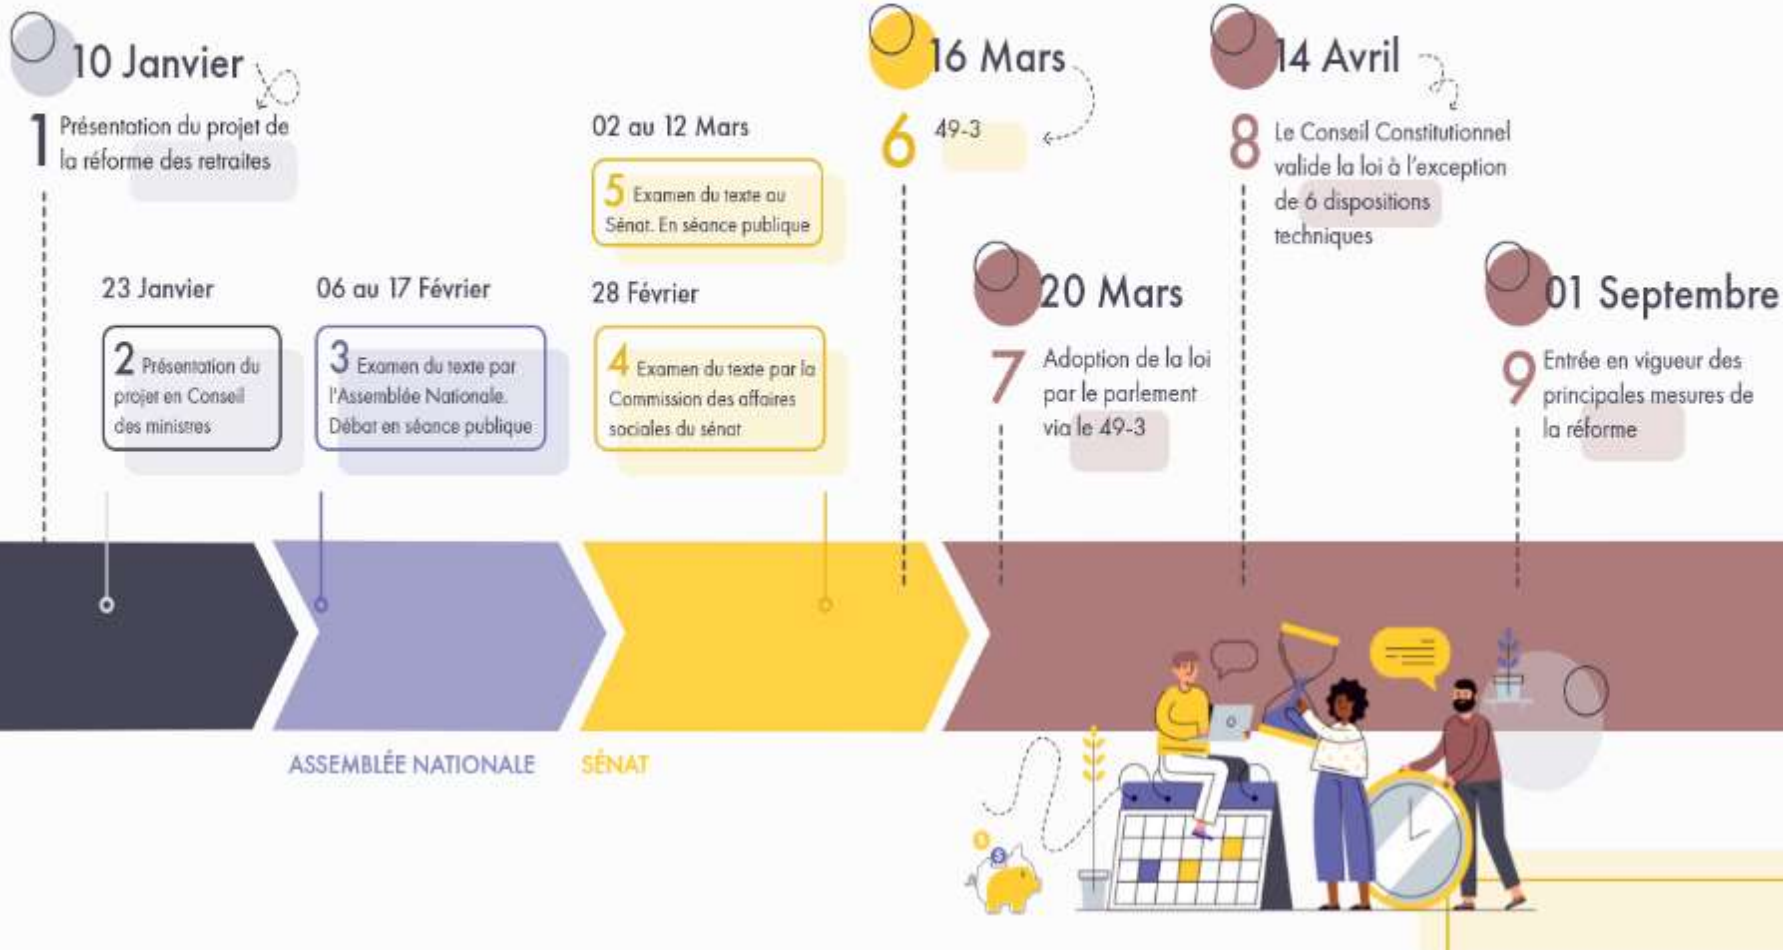 10 Janvier
1 Présentation du projet de
la réforme des retraites
23 Janvier
2 Présentation du
projet en Conseil
des ministres
06 au 17 Février
3 Examen du texte par
l'Assemblée Nationale.
Débat en séance publique
28 Février
4 Examen du texte par la
Commission des affaires
sociales du sénat
02 au 12 Mars
5 Examen du texte au
Sénat. En séance publique
16 Mars
6 49-3
20 Mars
7 Adoption de la loi
par le parlement
via le 49-3
14 Avril
8 Le Conseil Constitutionnel
valide la loi à l'exception
de 6 dispositions
techniques
01 Septembre
9 Entrée en vigueur des
principales mesures de
la réforme
ASSEMBLÉE NATIONALE
SÉNAT